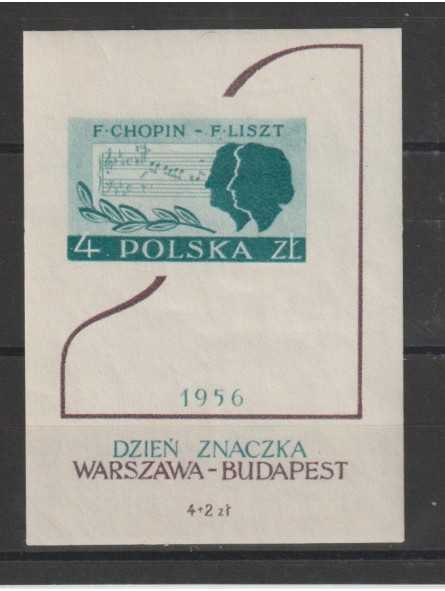 F·CHOPIN - F·LISZT
4 POLSKA ZŁ
1956
DZIEŃ ZNACZKA
WARSZAWA-BUDAPEST
4+2 zł